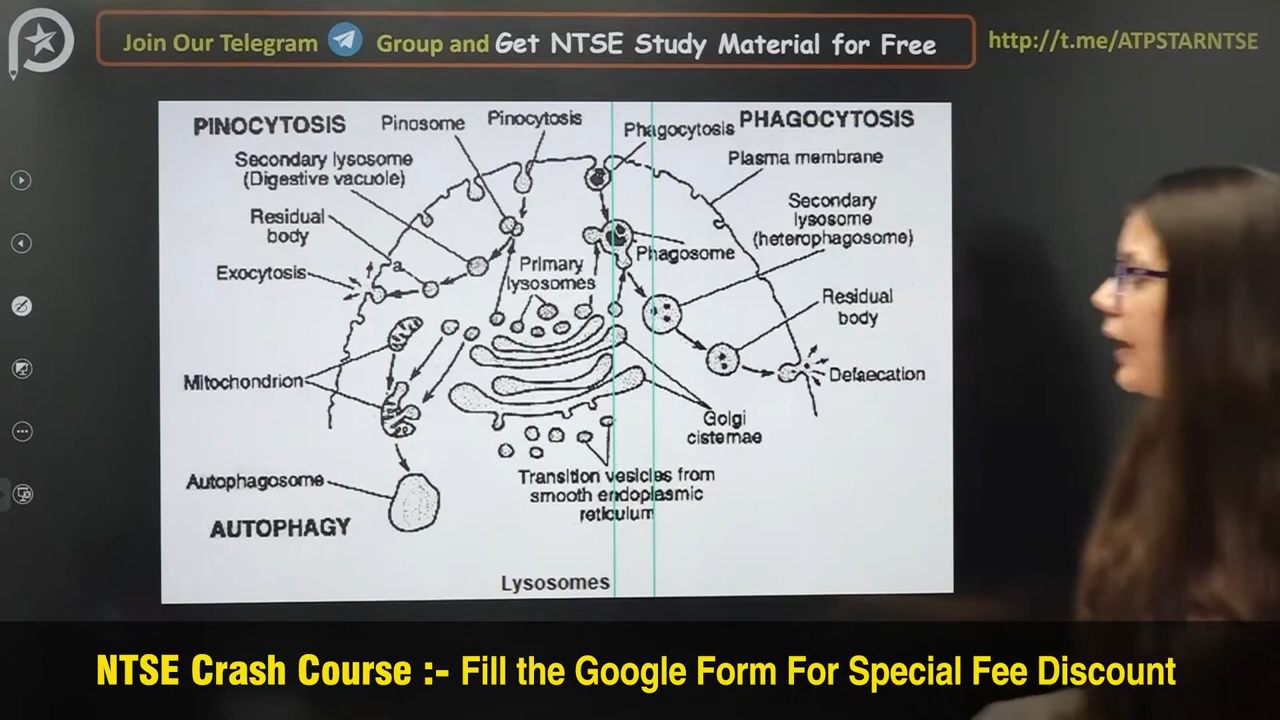 Join Our Telegram Group and Get NTSE Study Material for Free
http://t.me/ATPSTARNTSE
PINOCYTOSIS
Pinosome
Pinocytosis
Phagocytosis
PHAGOCYTOSIS
Secondary lysosome
(Digestive vacuole)
Plasma membrane
Residual
body
Secondary
lysosome
(heterophagosome)
Exocytosis
a
Primary
lysosomes
Phagosome
Residual
body
Mitochondrion
Defaecation
Golgi
cisternae
Autophagosome
Transition vesicles from
smooth endoplasmic
reticulum
AUTOPHAGY
Lysosomes
NTSE Crash Course :- Fill the Google Form For Special Fee Discount